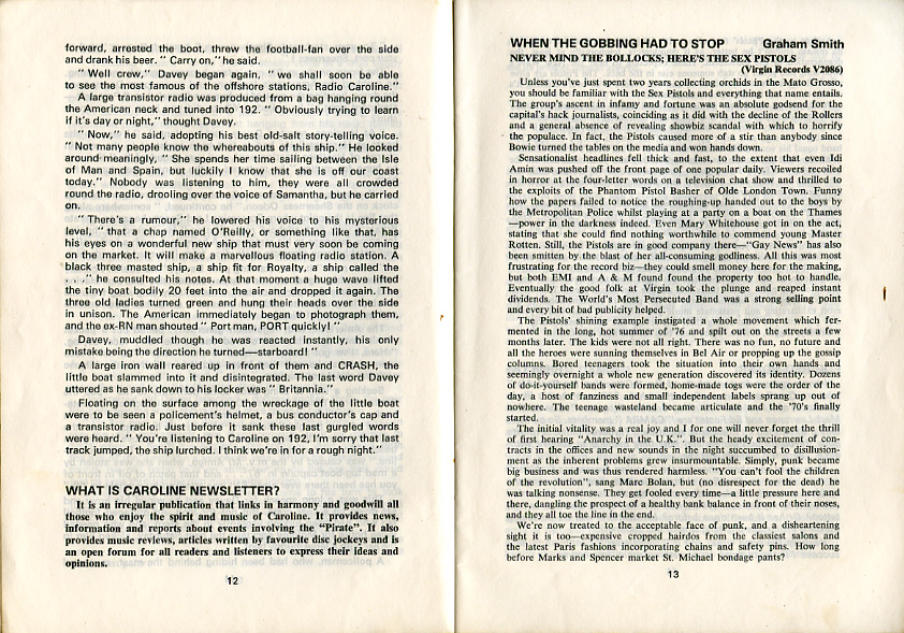 forward, arrested the boot, threw the football-fan over the side
and drank his beer. " Carry on," he said.
" Well crew," Davey began again, " we shall soon be able
to see the most famous of the offshore stations, Radio Caroline."
A large transistor radio was produced from a bag hanging round
the American neck and tuned into 192. " Obviously trying to learn
if it's day or night," thought Davey.
" Now," he said, adopting his best old-salt story-telling voice.
" Not many people know the whereabouts of this ship." He looked
around meaningly, " She spends her time sailing between the Isle
of Man and Spain, but luckily I know that she is off our coast
today." Nobody was listening to him, they were all crowded
round the radio, drooling over the voice of Samantha, but he carried
on.
" There's a rumour," he lowered his voice to his mysterious
level, " that a chap named O'Reilly, or something like that, has
his eyes on a wonderful new ship that must very soon be coming
on the market. It will make a marvellous floating radio station. A
black three masted ship, a ship fit for Royalty, a ship called the
. . ." he consulted his notes. At that moment a huge wave lifted
the tiny boat bodily 20 feet into the air and dropped it again. The
three old ladies turned green and hung their heads over the side
in unison. The American immediately began to photograph them,
and the ex-RN man shouted " Port man, PORT quickly! "
Davey, muddled though he was reacted instantly, his only
mistake being the direction he turned—starboard! "
A large iron wall reared up in front of them and CRASH, the
little boat slammed into it and disintegrated. The last word Davey
uttered as he sank down to his locker was " Britannia."
Floating on the surface among the wreckage of the little boat
were to be seen a policement's helmet, a bus conductor's cap and
a transistor radio. Just before it sank these last gurgled words
were heard. " You're listening to Caroline on 192, I'm sorry that last
track jumped, the ship lurched. I think we're in for a rough night."
WHAT IS CAROLINE NEWSLETTER?
It is an irregular publication that links in harmony and goodwill all
those who enjoy the spirit and music of Caroline. It provides news,
information and reports about events involving the "Pirate". It also
provides music reviews, articles written by favourite disc jockeys and is
an open forum for all readers and listeners to express their ideas and
opinions.
12
WHEN THE GOBBING HAD TO STOP Graham Smith
NEVER MIND THE BOLLOCKS; HERE'S THE SEX PISTOLS
(Virgin Records V2086)
Unless you've just spent two years collecting orchids in the Mato Grosso,
you should be familiar with the Sex Pistols and everything that name entails.
The group's ascent in infamy and fortune was an absolute godsend for the
capital's hack journalists, coinciding as it did with the decline of the Rollers
and a general absence of revealing showbiz scandal with which to horrify
the populace. In fact, the Pistols caused more of a stir than anybody since
Bowie turned the tables on the media and won hands down.
Sensationalist headlines fell thick and fast, to the extent that even Idi
Amin was pushed off the front page of one popular daily. Viewers recoiled
in horror at the four-letter words on a television chat show and thrilled to
the exploits of the Phantom Pistol Basher of Olde London Town. Funny
how the papers failed to notice the roughing-up handed out to the boys by
the Metropolitan Police whilst playing at a party on a boat on the Thames
—power in the darkness indeed. Even Mary Whitehouse got in on the act,
stating that she could find nothing worthwhile to commend young Master
Rotten. Still, the Pistols are in good company there—"Gay News" has also
been smitten by the blast of her all-consuming godliness. All this was most
frustrating for the record biz—they could smell money here for the making,
but both EMI and A & M found found the property too hot to handle.
Eventually the good folk at Virgin took the plunge and reaped instant
dividends. The World's Most Persecuted Band was a strong selling point
and every bit of bad publicity helped.
The Pistols' shining example instigated a whole movement which fer-
mented in the long, hot summer of '76 and spilt out on the streets a few
months later. The kids were not all right. There was no fun, no future and
all the heroes were sunning themselves in Bel Air or propping up the gossip
columns. Bored teenagers took the situation into their own hands and
seemingly overnight a whole new generation discovered its identity. Dozens
of do-it-yourself bands were formed, home-made togs were the order of the
day, a host of fanziness and small independent labels sprang up out of
nowhere. The teenage wasteland became articulate and the '70's finally
started.
The initial vitality was a real joy and I for one will never forget the thrill
of first hearing "Anarchy in the U.K.". But the heady excitement of con-
tracts in the offices and new sounds in the night succumbed to disillusion-
ment as the inherent problems grew insurmountable. Simply, punk became
big business and was thus rendered harmless. "You can't fool the children
of the revolution", sang Marc Bolan, but (no disrespect for the dead) he
was talking nonsense. They get fooled every time—a little pressure here and
there, dangling the prospect of a healthy bank balance in front of their noses,
and they all toe the line in the end.
We're now treated to the acceptable face of punk, and a disheartening
sight it is too—expensive cropped hairdos from the classiest salons and
the latest Paris fashions incorporating chains and safety pins. How long
before Marks and Spencer market St. Michael bondage pants?
13